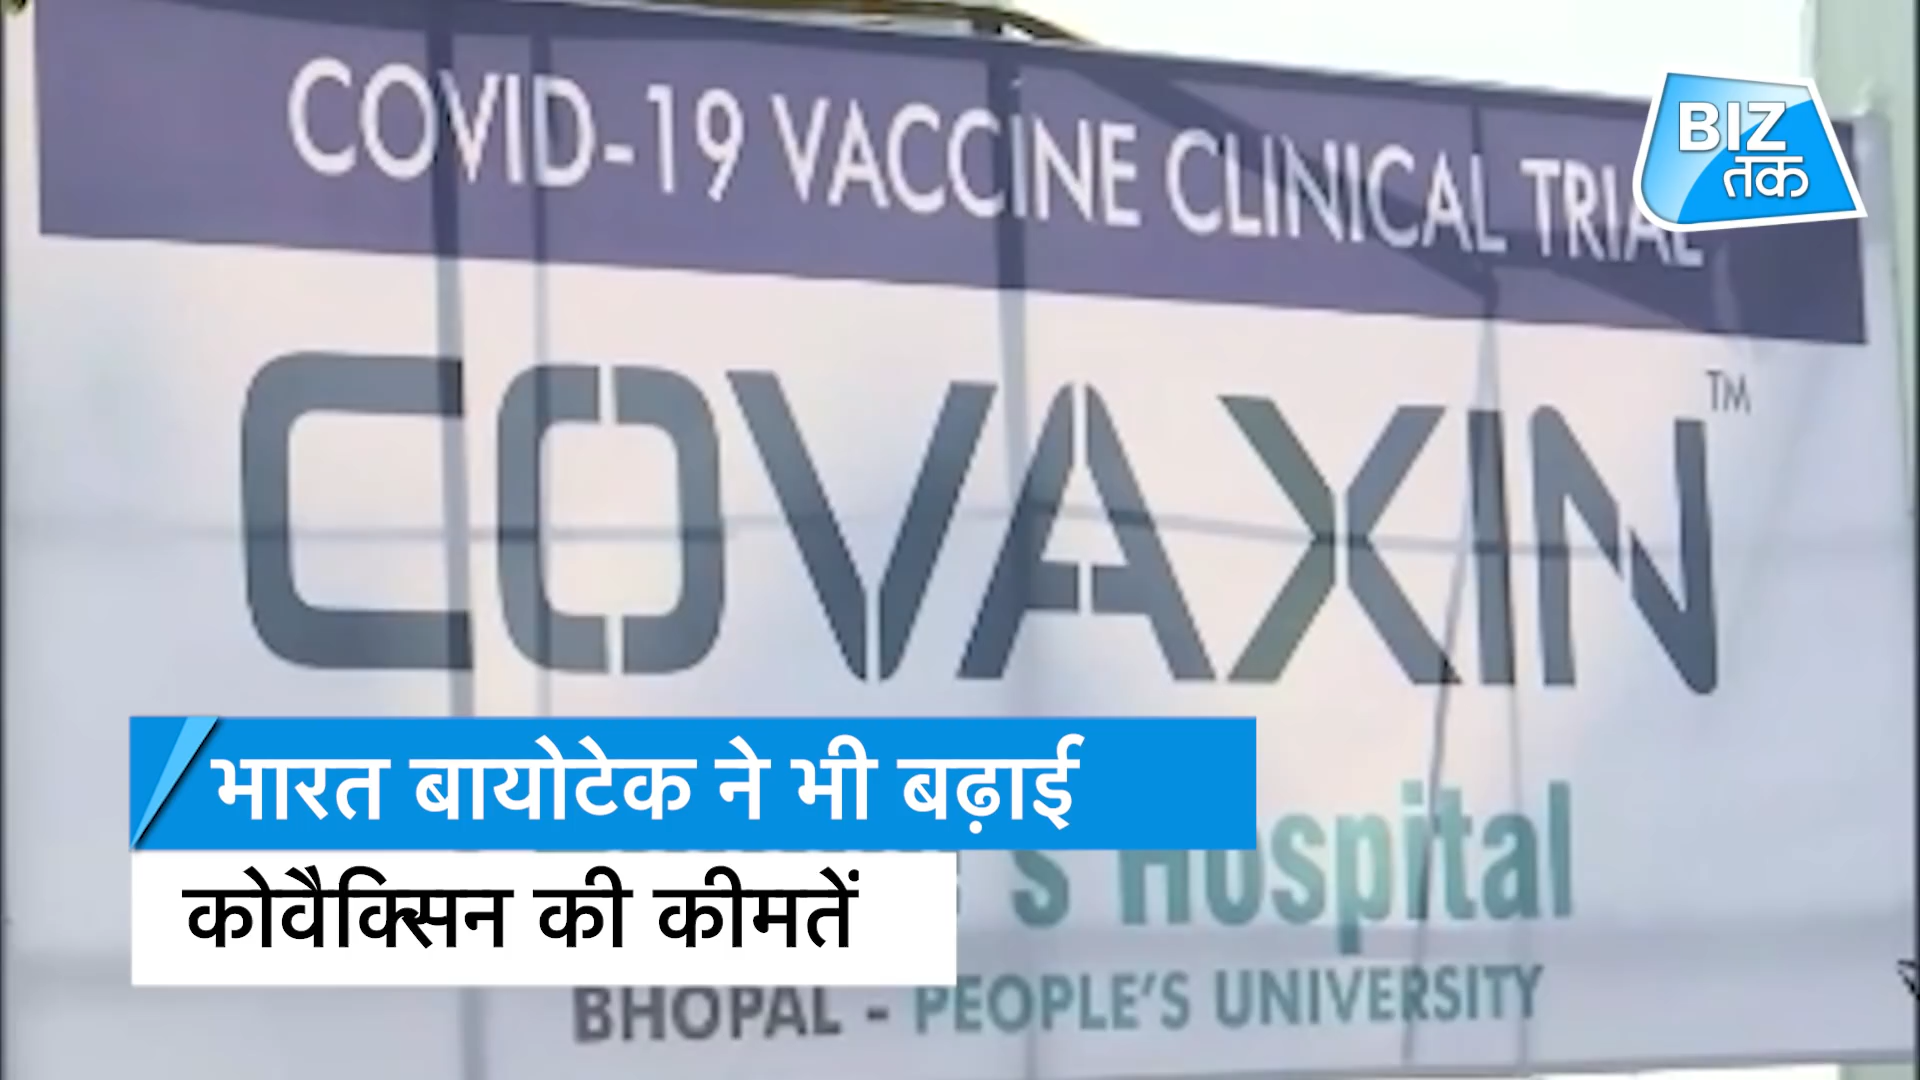 COVID-19 VACCINE CLINICAL TRIAL
BIZ
तक
COVAXIN™
भारत बायोटेक ने भी बढ़ाई
कोवैक्सिन की कीमतें
's Hospital
BHOPAL - PEOPLE'S UNIVERSITY